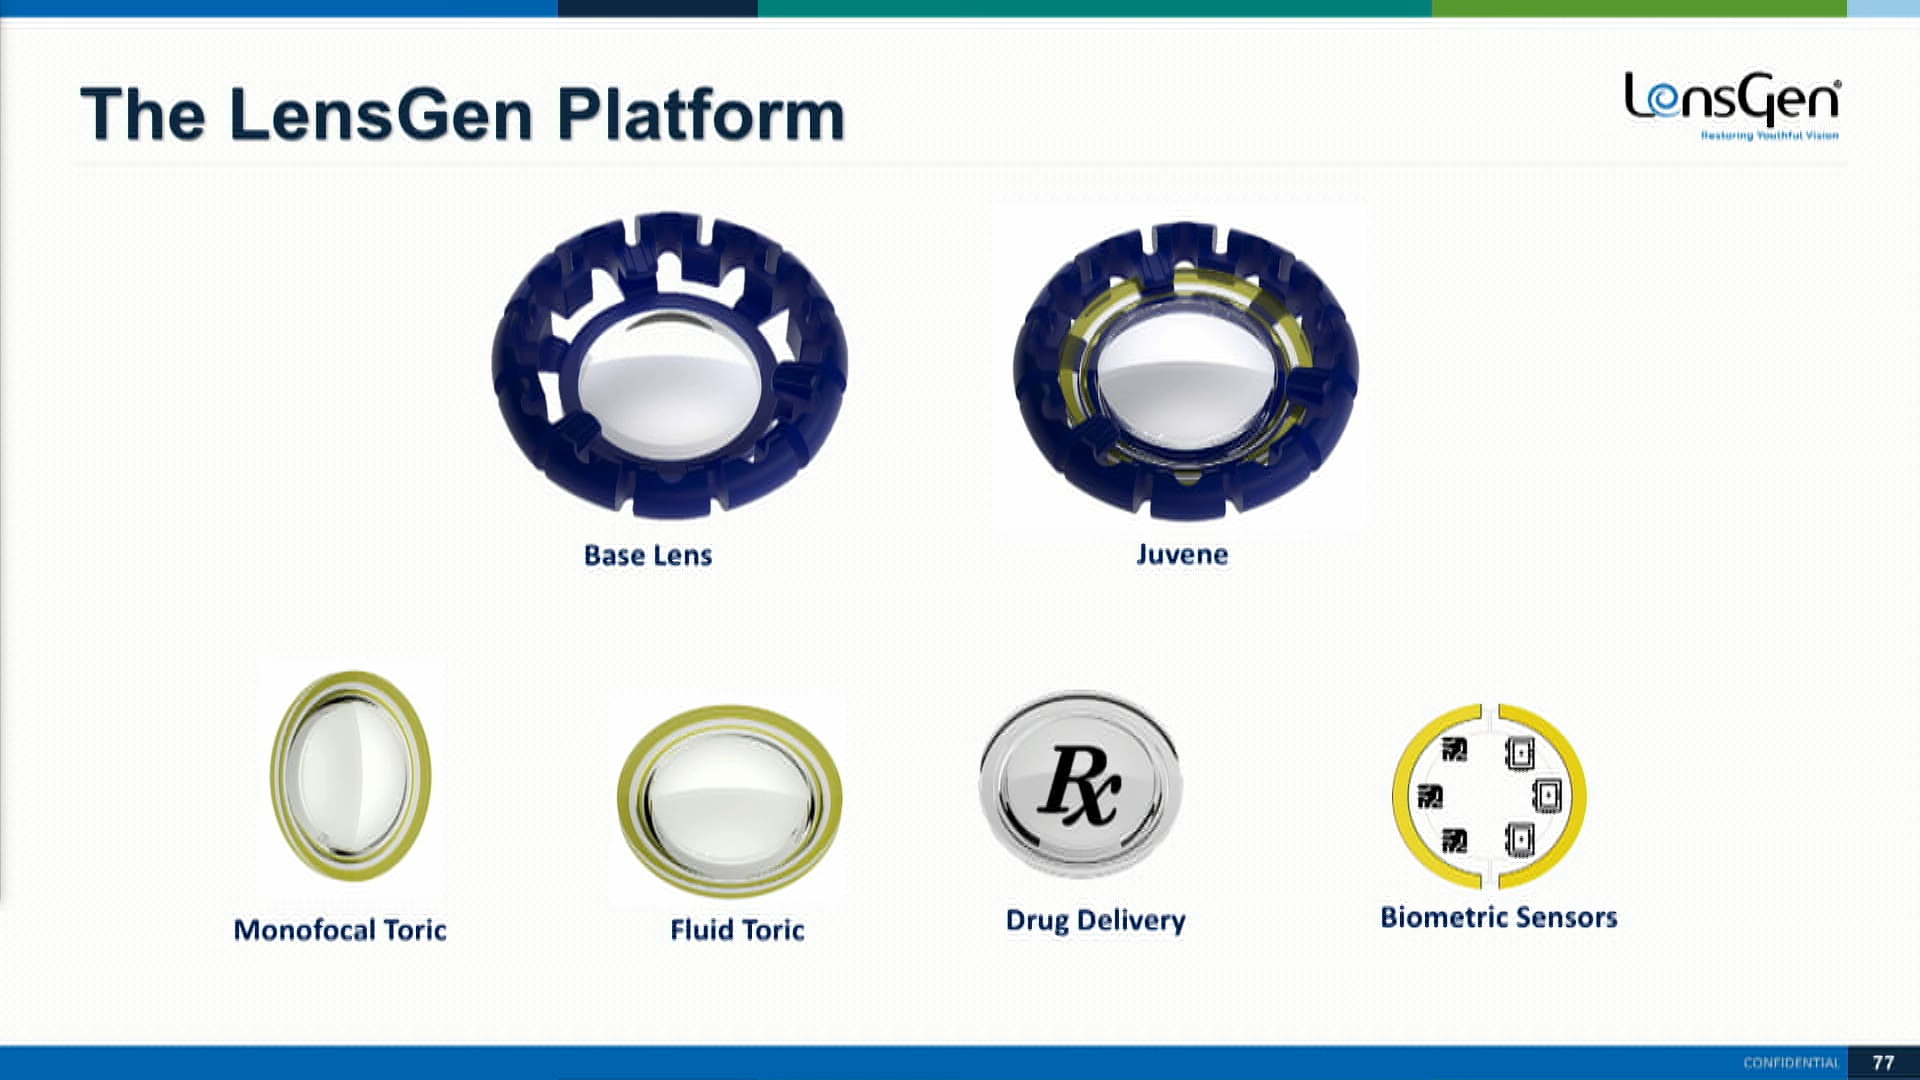 The LensGen Platform
LensGen®
Restoring Youthful Vision
Base Lens
Juvene
Rx
Monofocal Toric
Fluid Toric
Drug Delivery
Biometric Sensors
CONFIDENTIAL
77